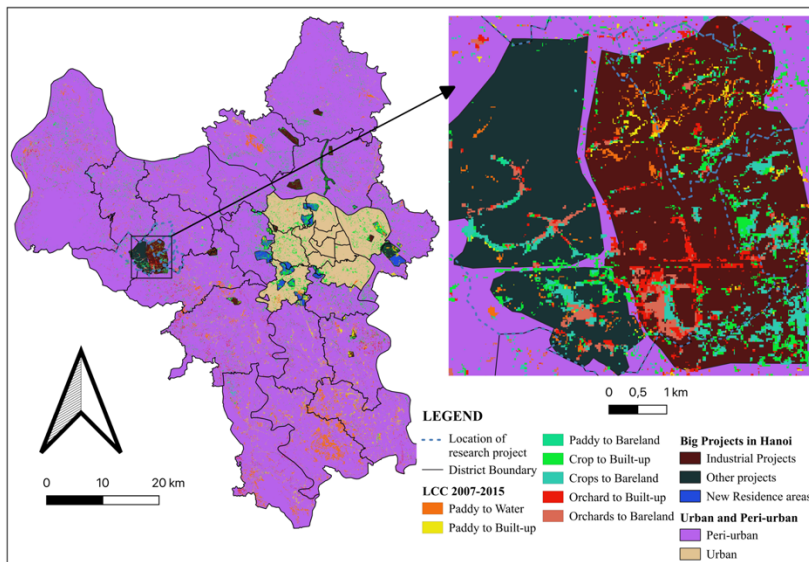 0 0,5 1 km
0 10 20 km
LEGEND
Location of
research project
District Boundary
LCC 2007-2015
Paddy to Water
Paddy to Built-up
Paddy to Bareland
Crop to Built-up
Crops to Bareland
Orchard to Built-up
Orchards to Bareland
Big Projects in Hanoi
Industrial Projects
Other projects
New Residence areas
Urban and Peri-urban
Peri-urban
Urban